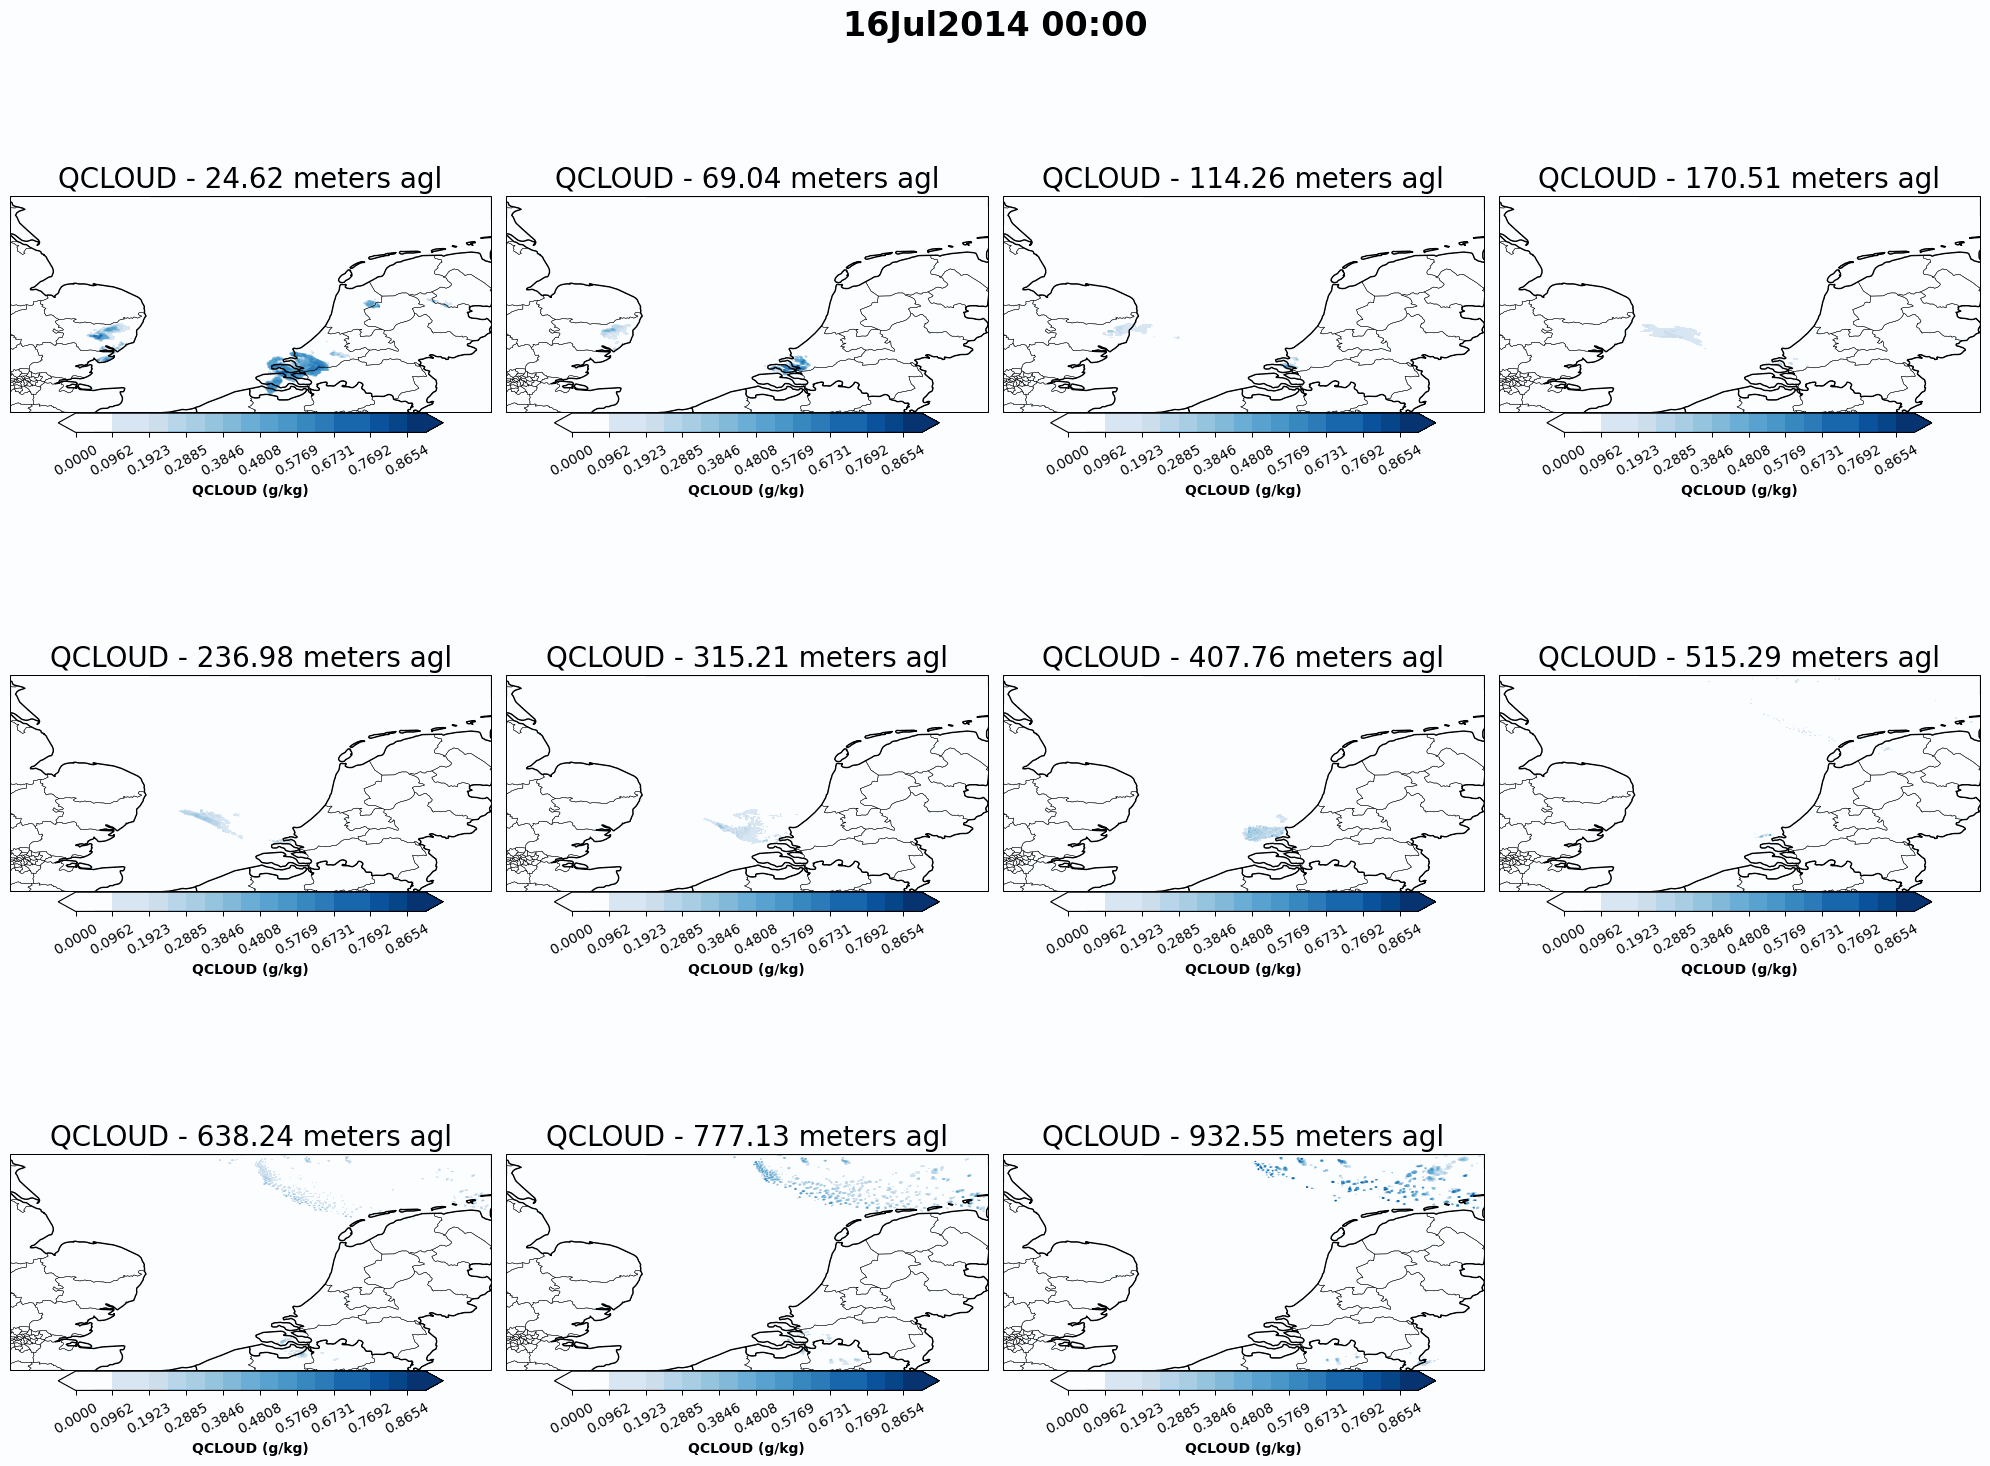 16Jul2014 00:00
QCLOUD - 24.62 meters agl
0.0000 0.0962 0.1923 0.2885 0.3846 0.4808 0.5769 0.6731 0.7692 0.8654
QCLOUD (g/kg)
QCLOUD - 69.04 meters agl
0.0000 0.0962 0.1923 0.2885 0.3846 0.4808 0.5769 0.6731 0.7692 0.8654
QCLOUD (g/kg)
QCLOUD - 114.26 meters agl
0.0000 0.0962 0.1923 0.2885 0.3846 0.4808 0.5769 0.6731 0.7692 0.8654
QCLOUD (g/kg)
QCLOUD - 170.51 meters agl
0.0000 0.0962 0.1923 0.2885 0.3846 0.4808 0.5769 0.6731 0.7692 0.8654
QCLOUD (g/kg)
QCLOUD - 236.98 meters agl
0.0000 0.0962 0.1923 0.2885 0.3846 0.4808 0.5769 0.6731 0.7692 0.8654
QCLOUD (g/kg)
QCLOUD - 315.21 meters agl
0.0000 0.0962 0.1923 0.2885 0.3846 0.4808 0.5769 0.6731 0.7692 0.8654
QCLOUD (g/kg)
QCLOUD - 407.76 meters agl
0.0000 0.0962 0.1923 0.2885 0.3846 0.4808 0.5769 0.6731 0.7692 0.8654
QCLOUD (g/kg)
QCLOUD - 515.29 meters agl
0.0000 0.0962 0.1923 0.2885 0.3846 0.4808 0.5769 0.6731 0.7692 0.8654
QCLOUD (g/kg)
QCLOUD - 638.24 meters agl
0.0000 0.0962 0.1923 0.2885 0.3846 0.4808 0.5769 0.6731 0.7692 0.8654
QCLOUD (g/kg)
QCLOUD - 777.13 meters agl
0.0000 0.0962 0.1923 0.2885 0.3846 0.4808 0.5769 0.6731 0.7692 0.8654
QCLOUD (g/kg)
QCLOUD - 932.55 meters agl
0.0000 0.0962 0.1923 0.2885 0.3846 0.4808 0.5769 0.6731 0.7692 0.8654
QCLOUD (g/kg)